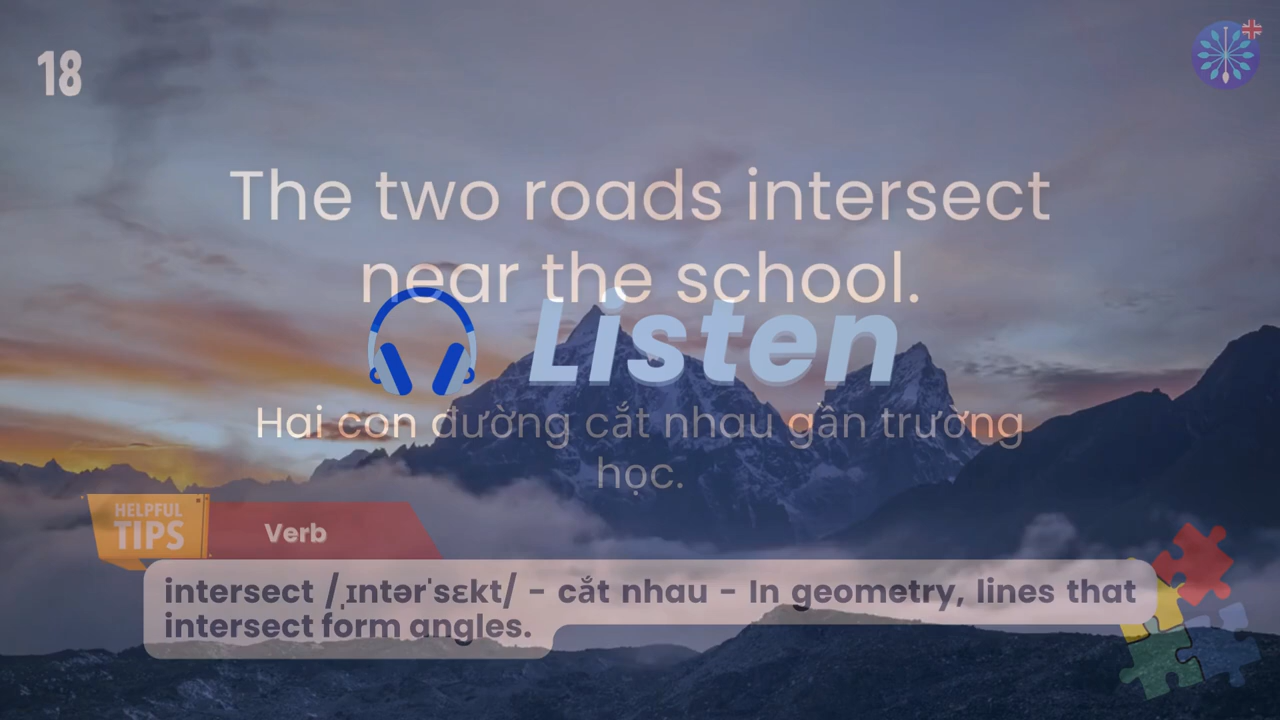 18
The two roads intersect
near the school.
Listen
Hai con đường cắt nhau gần trường
học.
HELPFUL
TIPS
Verb
intersect /ˌɪntərˈsɛkt/ - cắt nhau - In geometry, lines that
intersect form angles.